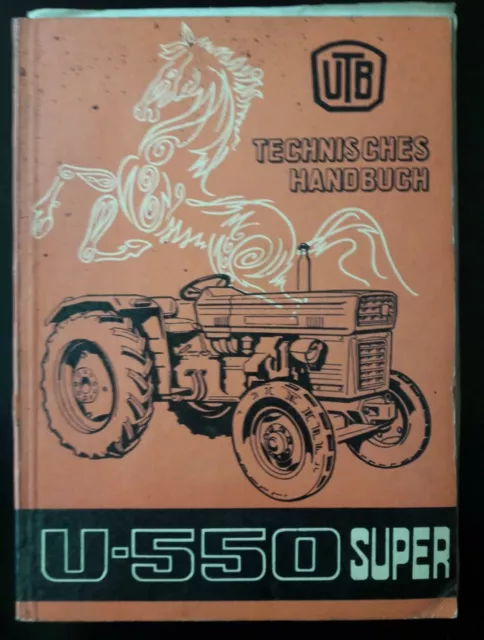 UTB
TECHNISCHES
HANDBUCH
U-550 SUPER